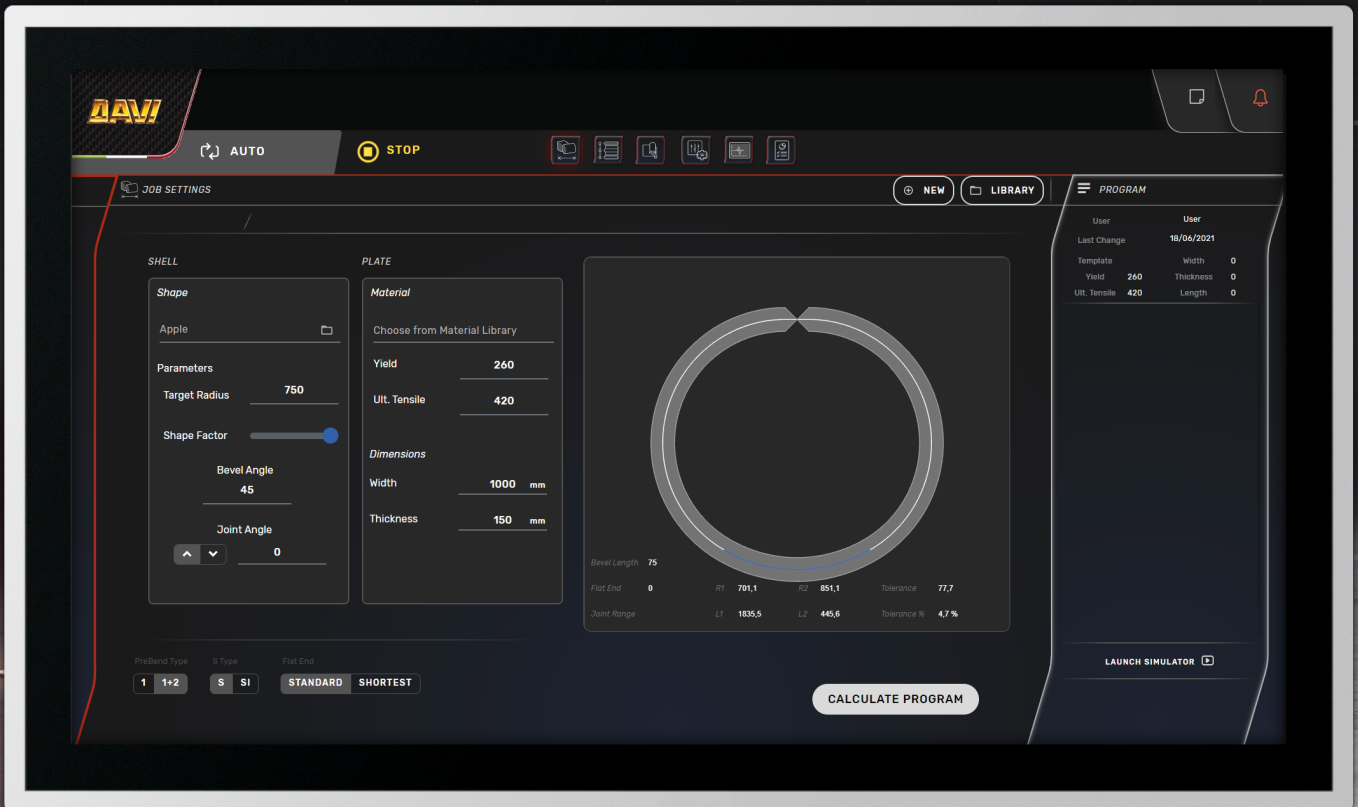 DAVI
AUTO
STOP
JOB SETTINGS
NEW
LIBRARY
PROGRAM
User User
Last Change 18/06/2021
Template Width 0
Yield 260 Thickness 0
Ult. Tensile 420 Length 0
SHELL
Shape
Apple
Parameters
Target Radius 750
Shape Factor
Bevel Angle
45
Joint Angle
0
PLATE
Material
Choose from Material Library
Yield 260
Ult. Tensile 420
Dimensions
Width 1000 mm
Thickness 150 mm
Bevel Length 75
Flat End 0 R1 701,1 R2 851,1 Tolerance 77,7
Joint Range L1 1835,5 L2 445,6 Tolerance % 4,7 %
PreBend Type S Type Flat End
1 1+2 S SI STANDARD SHORTEST
CALCULATE PROGRAM
LAUNCH SIMULATOR